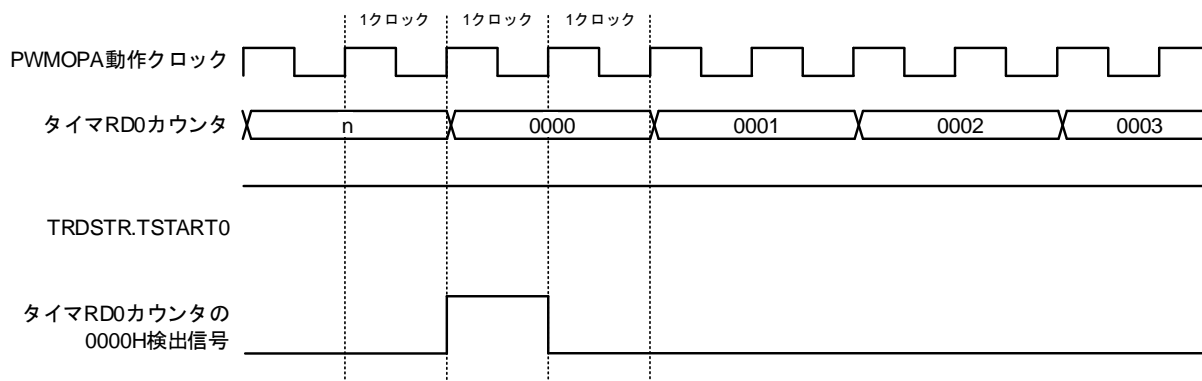 1クロック 1クロック 1クロック
PWMOPA動作クロック
タイマRD0カウンタ n 0000 0001 0002 0003
TRDSTR.TSTART0
タイマRD0カウンタの
0000H検出信号